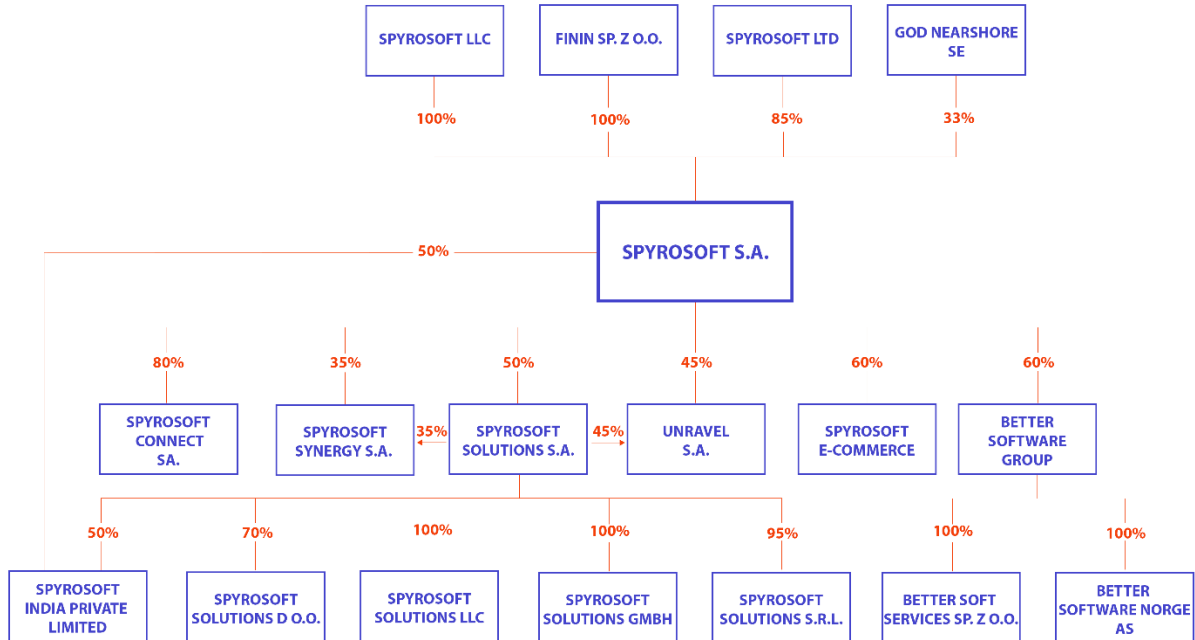 SPYROSOFT LLC
FININ SP. Z O.O.
SPYROSOFT LTD
GOD NEARSHORE
SE
100%
100%
85%
33%
50%
SPYROSOFT S.A.
80%
35%
50%
45%
60%
60%
SPYROSOFT
CONNECT
SA.
SPYROSOFT
SYNERGY S.A.
35%
SPYROSOFT
SOLUTIONS S.A.
45%
UNRAVEL
S.A.
SPYROSOFT
E-COMMERCE
BETTER
SOFTWARE
GROUP
50%
70%
100%
100%
95%
100%
100%
SPYROSOFT
INDIA PRIVATE
LIMITED
SPYROSOFT
SOLUTIONS D O.O.
SPYROSOFT
SOLUTIONS LLC
SPYROSOFT
SOLUTIONS GMBH
SPYROSOFT
SOLUTIONS S.R.L.
BETTER SOFT
SERVICES SP. Z O.O.
BETTER
SOFTWARE NORGE
AS